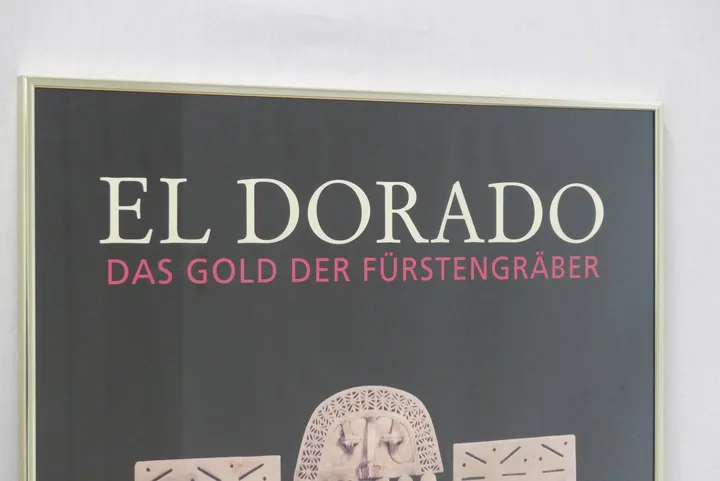 EL DORADO
DAS GOLD DER FÜRSTENGRÄBER